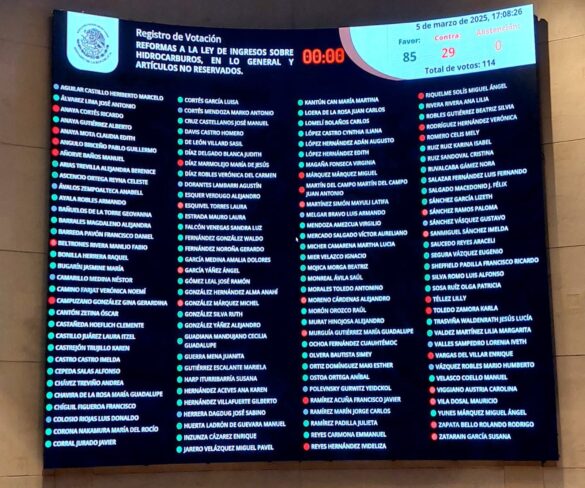 Registro de Votación
REFORMAS A LA LEY DE INGRESOS SOBRE
HIDROCARBUROS, EN LO GENERAL Y
ARTÍCULOS NO RESERVADOS.
00:00
5 de marzo de 2025, 17:08:26
Favor: Contra: Abstención:
85 29 0
Total de votos: 114
AGUILAR CASTILLO HERIBERTO MARCELO
ÁLVAREZ LIMA JOSÉ ANTONIO
ANAYA CORTÉS RICARDO
ANAYA GUTIÉRREZ ALBERTO
ANAYA MOTA CLAUDIA EDITH
ANGULO BRICEÑO PABLO GUILLERMO
AÑORVE BAÑOS MANUEL
ARIAS TREVILLA ALEJANDRA BERENICE
ASCENCIO ORTEGA REYNA CELESTE
ÁVALOS ZEMPOALTECA ANABELL
AYALA ROBLES ARMANDO
BAÑUELOS DE LA TORRE GEOVANNA
BARRALES MAGDALENO ALEJANDRA
BARREDA PAVÓN FRANCISCO DANIEL
BELTRONES RIVERA MANLIO FABIO
BONILLA HERRERA RAQUEL
BUGARÍN JASMINE MARÍA
CAMARILLO MEDINA NÉSTOR
CAMINO FARJAT VERÓNICA NOEMÍ
CAMPUZANO GONZÁLEZ GINA GERARDINA
CANTÓN ZETINA ÓSCAR
CASTAÑEDA HOEFLICH CLEMENTE
CASTILLO JUÁREZ LAURA ITZEL
CASTREJÓN TRUJILLO KAREN
CASTRO CASTRO IMELDA
CEPEDA SALAS ALFONSO
CHÁVEZ TREVIÑO ANDREA
CHAVIRA DE LA ROSA MARÍA GUADALUPE
CHÍGUIL FIGUEROA FRANCISCO
COLOSIO RIOJAS LUIS DONALDO
CORONA NAKAMURA MARÍA DEL ROCÍO
CORRAL JURADO JAVIER
CORTÉS GARCÍA LUISA
CORTÉS MENDOZA MARKO ANTONIO
CRUZ CASTELLANOS JOSÉ MANUEL
DAVIS CASTRO HOMERO
DE LEÓN VILLARD SASIL
DÍAZ DELGADO BLANCA JUDITH
DÍAZ MARMOLEJO MARÍA DE JESÚS
DÍAZ ROBLES VERÓNICA DEL CARMEN
DORANTES LAMBARRI AGUSTÍN
ESQUER VERDUGO ALEJANDRO
ESQUIVEL TORRES LAURA
ESTRADA MAURO LAURA
FALCÓN VENEGAS SANDRA LUZ
FERNÁNDEZ GONZÁLEZ WALDO
FERNÁNDEZ NOROÑA GERARDO
GARCÍA MEDINA AMALIA DOLORES
GARCÍA YÁÑEZ ÁNGEL
GÓMEZ LEAL JOSÉ RAMÓN
GONZÁLEZ HERNÁNDEZ ALMA ANAHÍ
GONZÁLEZ MÁRQUEZ MICHEL
GONZÁLEZ SILVA RUTH
GONZÁLEZ YÁÑEZ ALEJANDRO
GUADIANA MANDUJANO CECILIA
GUADALUPE
GUERRA MENA JUANITA
GUTIÉRREZ ESCALANTE MARIELA
HARP ITURRIBARRÍA SUSANA
HERNÁNDEZ ACEVES ANA KAREN
HERNÁNDEZ VILLAFUERTE GILBERTO
HERRERA DAGDUG JOSÉ SABINO
HUERTA LADRÓN DE GUEVARA MANUEL
INZUNZA CÁZAREZ ENRIQUE
JARERO VELÁZQUEZ MIGUEL PAVEL
KANTÚN CAN MARÍA MARTINA
LOERA DE LA ROSA JUAN CARLOS
LOMELÍ BOLAÑOS CARLOS
LÓPEZ CASTRO CYNTHIA ILIANA
LÓPEZ HERNÁNDEZ ADÁN AUGUSTO
LÓPEZ HERNÁNDEZ EDITH
MAGAÑA FONSECA VIRGINIA
MÁRQUEZ MÁRQUEZ MIGUEL
MARTÍN DEL CAMPO MARTÍN DEL CAMPO
JUAN ANTONIO
MARTÍNEZ SIMÓN MAYULI LATIFA
MELGAR BRAVO LUIS ARMANDO
MENDOZA AMEZCUA VIRGILIO
MERCADO SALGADO VÍCTOR AURELIANO
MICHER CAMARENA MARTHA LUCIA
MIER VELAZCO IGNACIO
MOJICA MORGA BEATRIZ
MONREAL ÁVILA SAÚL
MORALES TOLEDO ANTONINO
MORENO CÁRDENAS ALEJANDRO
MORÓN OROZCO RAÚL
MURAT HINOJOSA ALEJANDRO
MURGUÍA GUTIÉRREZ MARÍA GUADALUPE
OCHOA FERNÁNDEZ CUAUHTÉMOC
OLVERA BAUTISTA SIMEY
ORTIZ DOMÍNGUEZ MAKI ESTHER
OSTOA ORTEGA ANÍBAL
POLEVNSKY GURWITZ YEIDCKOL
RAMÍREZ ACUÑA FRANCISCO JAVIER
RAMÍREZ MARÍN JORGE CARLOS
RAMÍREZ PADILLA JULIETA
REYES CARMONA EMMANUEL
REYES HERNÁNDEZ IVIDELIZA
RIQUELME SOLÍS MIGUEL ÁNGEL
RIVERA RIVERA ANA LILIA
ROBLES GUTIÉRREZ BEATRIZ SILVIA
RODRÍGUEZ HERNÁNDEZ VERÓNICA
ROMERO CELIS MELY
RUIZ RUIZ KARINA ISABEL
RUIZ SANDOVAL CRISTINA
RUVALCABA GÁMEZ NORA
SALAZAR FERNÁNDEZ LUIS FERNANDO
SALGADO MACEDONIO J. FÉLIX
SÁNCHEZ GARCÍA LIZETH
SÁNCHEZ RAMOS PALOMA
SÁNCHEZ VÁSQUEZ GUSTAVO
SANMIGUEL SÁNCHEZ IMELDA
SAUCEDO REYES ARACELI
SEGURA VÁZQUEZ EUGENIO
SHEFFIELD PADILLA FRANCISCO RICARDO
SILVA ROMO LUIS ALFONSO
SOSA RUÍZ OLGA PATRICIA
TÉLLEZ LILLY
TOLEDO ZAMORA KARLA
TRASVIÑA WALDENRATH JESÚS LUCÍA
VALDEZ MARTÍNEZ LILIA MARGARITA
VALLES SAMPEDRO LORENIA IVETH
VARGAS DEL VILLAR ENRIQUE
VÁZQUEZ ROBLES MARIO HUMBERTO
VELASCO COELLO MANUEL
VIGGIANO AUSTRIA CAROLINA
VILA DOSAL MAURICIO
YUNES MÁRQUEZ MIGUEL ÁNGEL
ZAPATA BELLO ROLANDO RODRIGO
ZATARAIN GARCÍA SUSANA